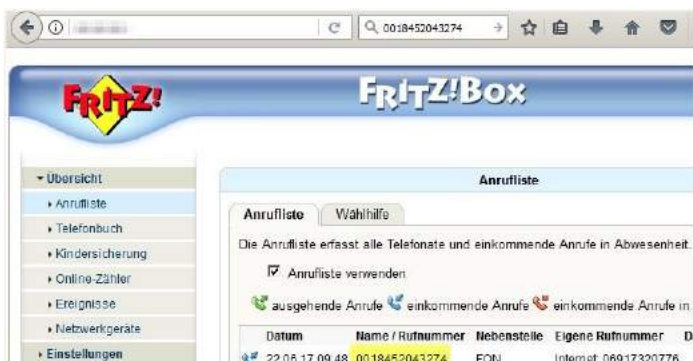 0018452043274
FRITZ!
FRITZ!Box
Übersicht
Anrufliste
Telefonbuch
Kindersicherung
Online-Zähler
Ereignisse
Netzwerkgeräte
Einstellungen
Anrufliste
Anrufliste Wählhilfe
Die Anrufliste erfasst alle Telefonate und einkommende Anrufe in Abwesenheit.
Anrufliste verwenden
ausgehende Anrufe einkommende Anrufe einkommende Anrufe in
Datum Name / Rufnummer Nebenstelle Eigene Rufnummer D
22.06.17 09:48 0018452043274 FON Internet: 06917320776